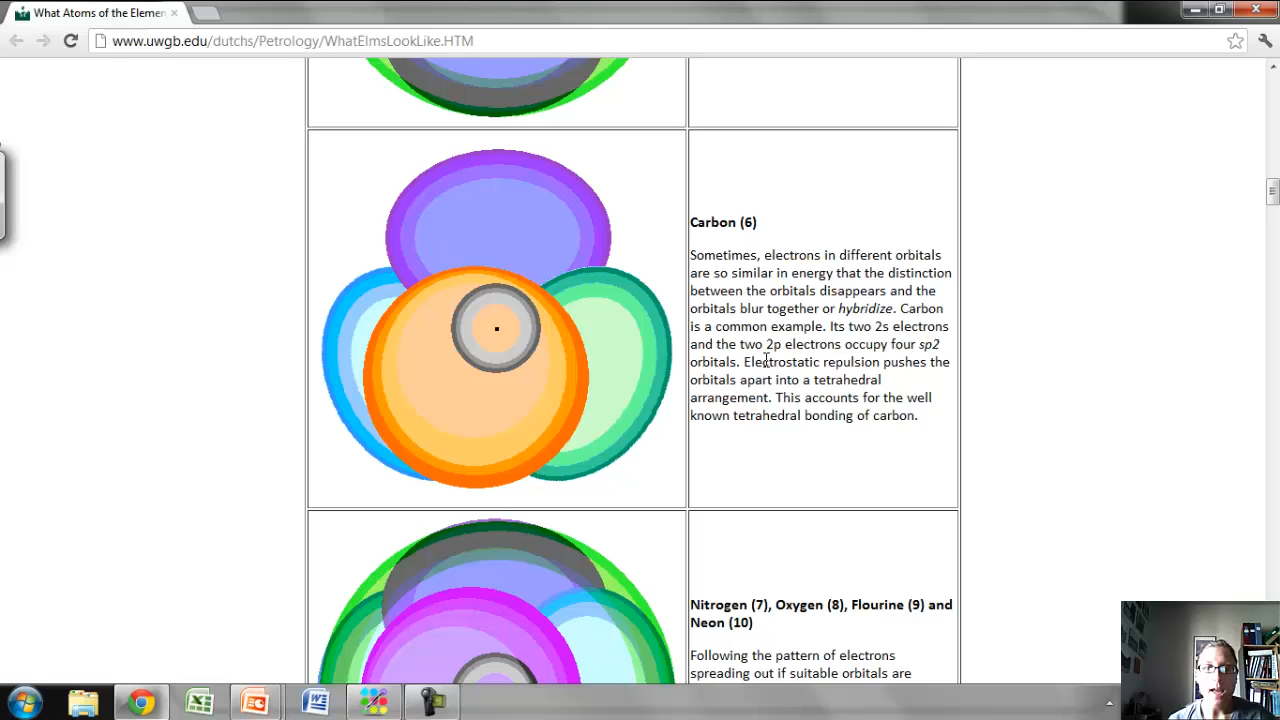 What Atoms of the Elemen
www.uwgb.edu/dutchs/Petrology/WhatElmsLookLike.HTM
Carbon (6)
Sometimes, electrons in different orbitals
are so similar in energy that the distinction
between the orbitals disappears and the
orbitals blur together or hybridize. Carbon
is a common example. Its two 2s electrons
and the two 2p electrons occupy four sp2
orbitals. Electrostatic repulsion pushes the
orbitals apart into a tetrahedral
arrangement. This accounts for the well
known tetrahedral bonding of carbon.
Nitrogen (7), Oxygen (8), Flourine (9) and
Neon (10)
Following the pattern of electrons
spreading out if suitable orbitals are